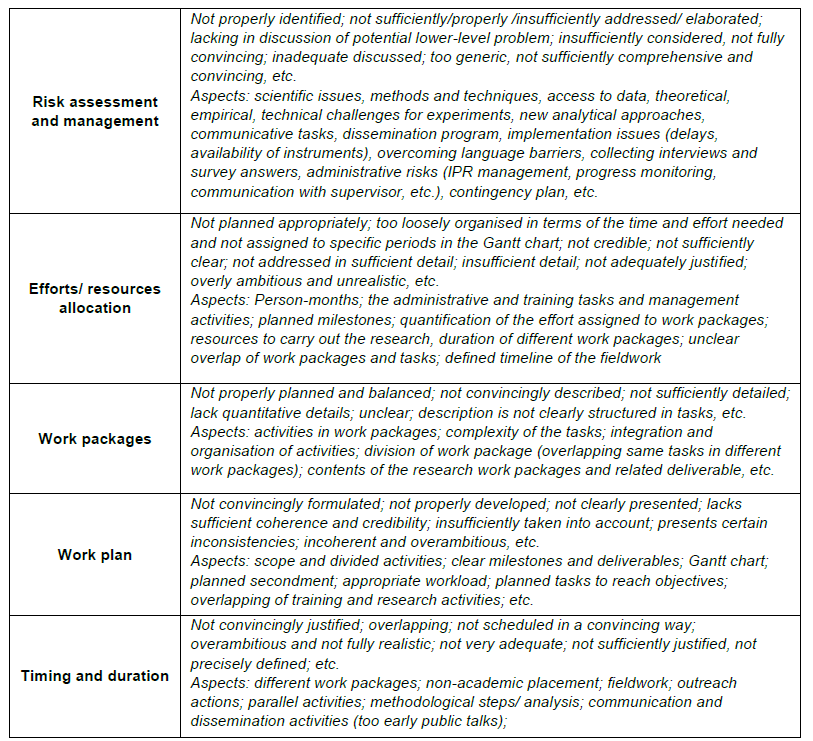 Risk assessment
and management
Not properly identified; not sufficiently/properly /insufficiently addressed/ elaborated;
lacking in discussion of potential lower-level problem; insufficiently considered, not fully
convincing; inadequate discussed; too generic, not sufficiently comprehensive and
convincing, etc.
Aspects: scientific issues, methods and techniques, access to data, theoretical,
empirical, technical challenges for experiments, new analytical approaches,
communicative tasks, dissemination program, implementation issues (delays,
availability of instruments), overcoming language barriers, collecting interviews and
survey answers, administrative risks (IPR management, progress monitoring,
communication with supervisor, etc.), contingency plan, etc.
Efforts/ resources
allocation
Not planned appropriately; too loosely organised in terms of the time and effort needed
and not assigned to specific periods in the Gantt chart; not credible; not sufficiently
clear; not addressed in sufficient detail; insufficient detail; not adequately justified;
overly ambitious and unrealistic, etc.
Aspects: Person-months; the administrative and training tasks and management
activities; planned milestones; quantification of the effort assigned to work packages;
resources to carry out the research, duration of different work packages; unclear
overlap of work packages and tasks; defined timeline of the fieldwork
Work packages
Not properly planned and balanced; not convincingly described; not sufficiently detailed;
lack quantitative details; unclear; description is not clearly structured in tasks, etc.
Aspects: activities in work packages; complexity of the tasks; integration and
organisation of activities; division of work package (overlapping same tasks in different
work packages); contents of the research work packages and related deliverable, etc.
Work plan
Not convincingly formulated; not properly developed; not clearly presented; lacks
sufficient coherence and credibility; insufficiently taken into account; presents certain
inconsistencies; incoherent and overambitious, etc.
Aspects: scope and divided activities; clear milestones and deliverables; Gantt chart;
planned secondment; appropriate workload; planned tasks to reach objectives;
overlapping of training and research activities; etc.
Timing and duration
Not convincingly justified; overlapping; not scheduled in a convincing way;
overambitious and not fully realistic; not very adequate; not sufficiently justified, not
precisely defined; etc.
Aspects: different work packages; non-academic placement; fieldwork; outreach
actions; parallel activities; methodological steps/ analysis; communication and
dissemination activities (too early public talks);